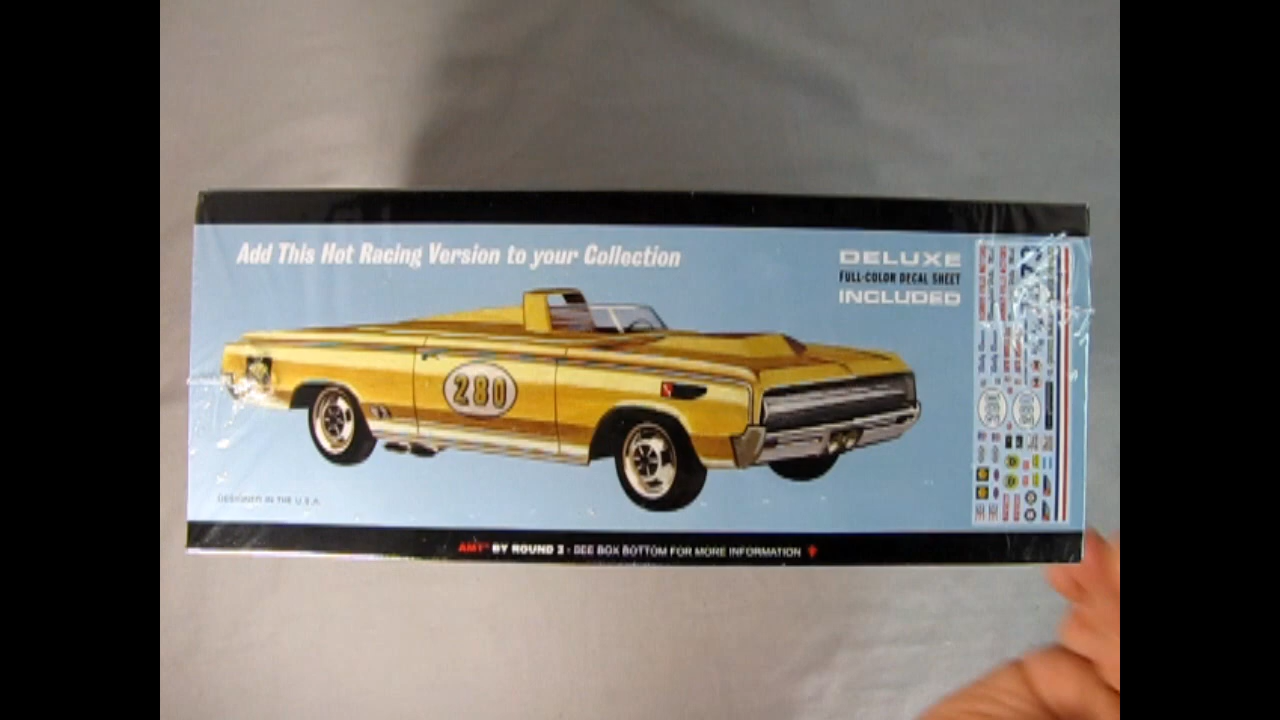 Add This Hot Racing Version to your Collection
DELUXE
FULL-COLOR DECAL SHEET
INCLUDED
280
DESIGNED IN THE U.S.A.
AMT BY ROUND 2 - SEE BOX BOTTOM FOR MORE INFORMATION